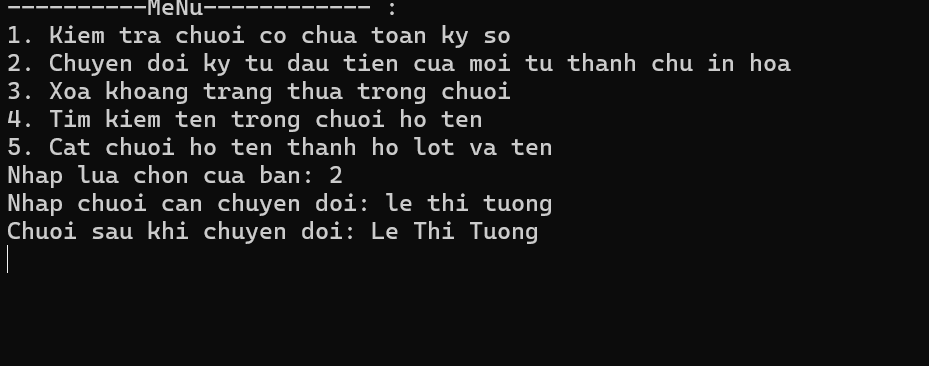 ----------MeNu------------ :
1. Kiem tra chuoi co chua toan ky so
2. Chuyen doi ky tu dau tien cua moi tu thanh chu in hoa
3. Xoa khoang trang thua trong chuoi
4. Tim kiem ten trong chuoi ho ten
5. Cat chuoi ho ten thanh ho lot va ten
Nhap lua chon cua ban: 2
Nhap chuoi can chuyen doi: le thi tuong
Chuoi sau khi chuyen doi: Le Thi Tuong